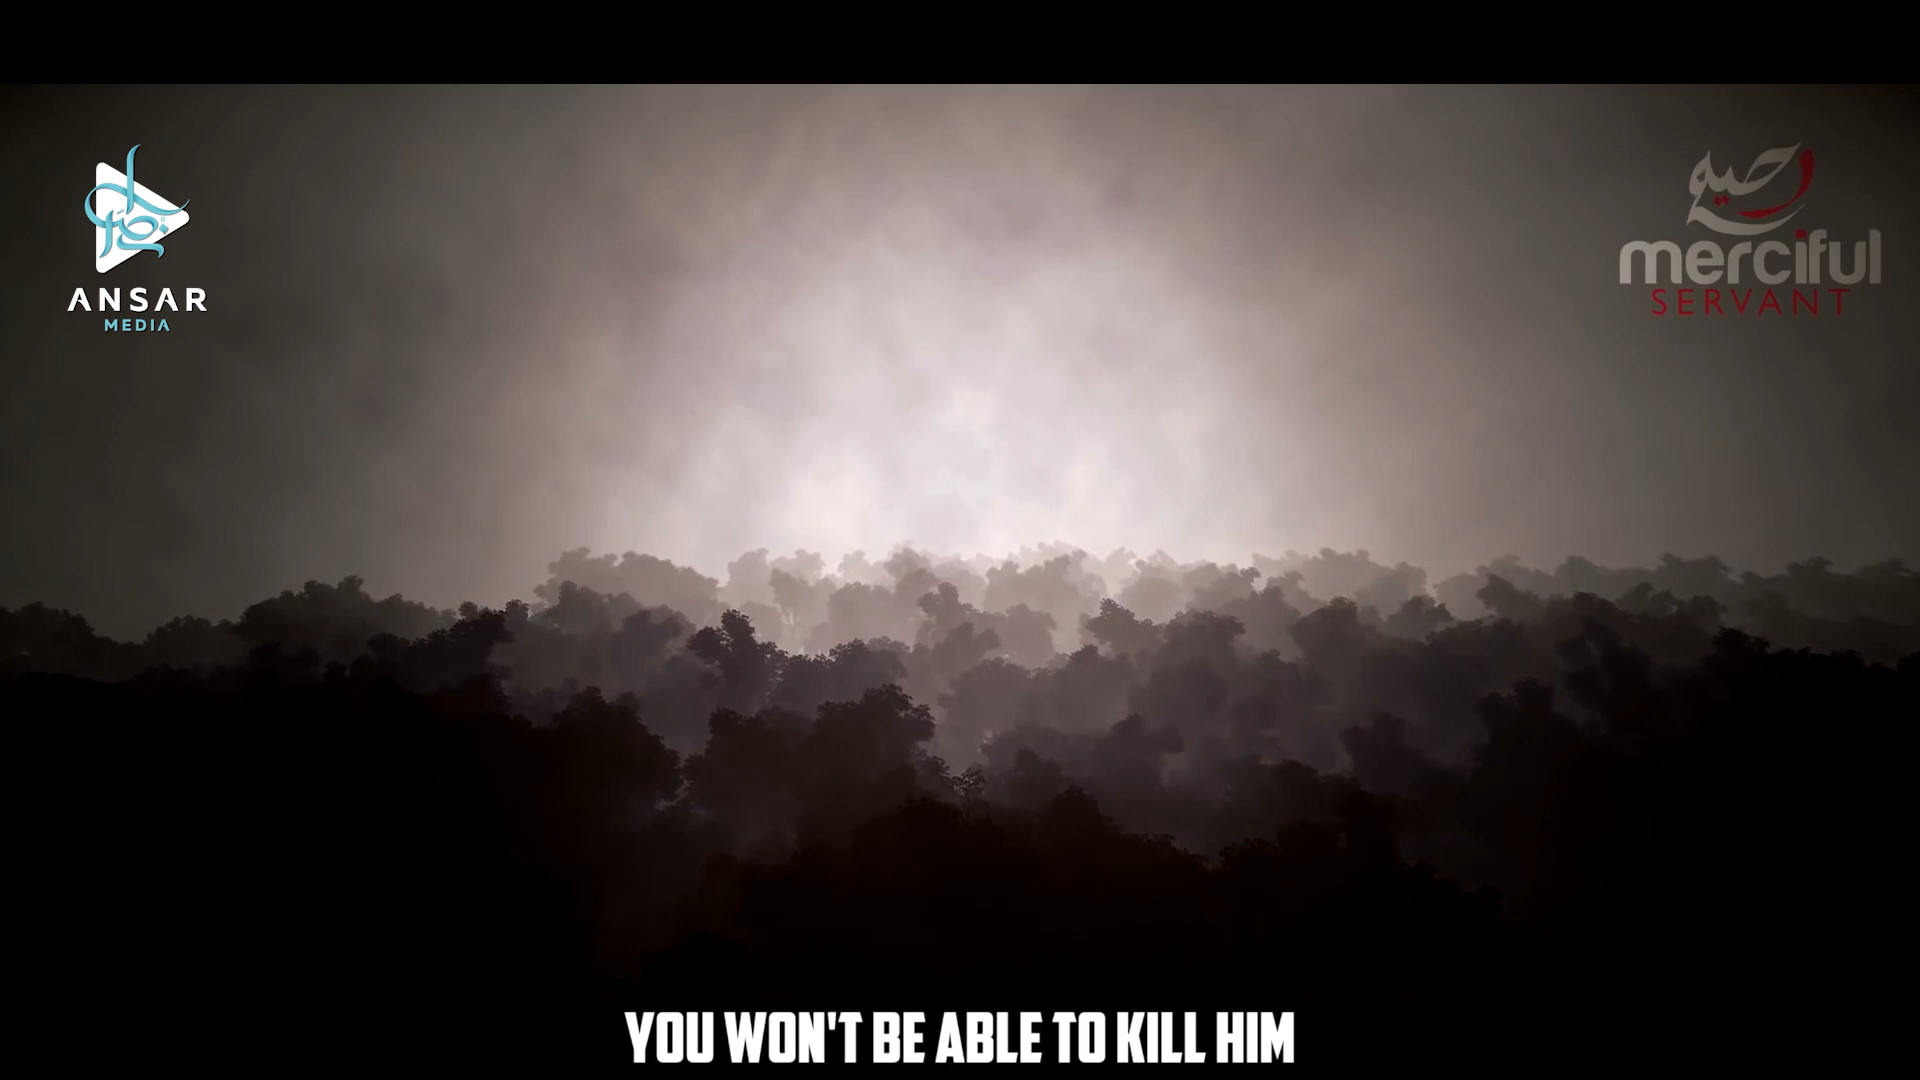 ANSAR
MEDIA
رحيم
merciful
SERVANT
YOU WON'T BE ABLE TO KILL HIM